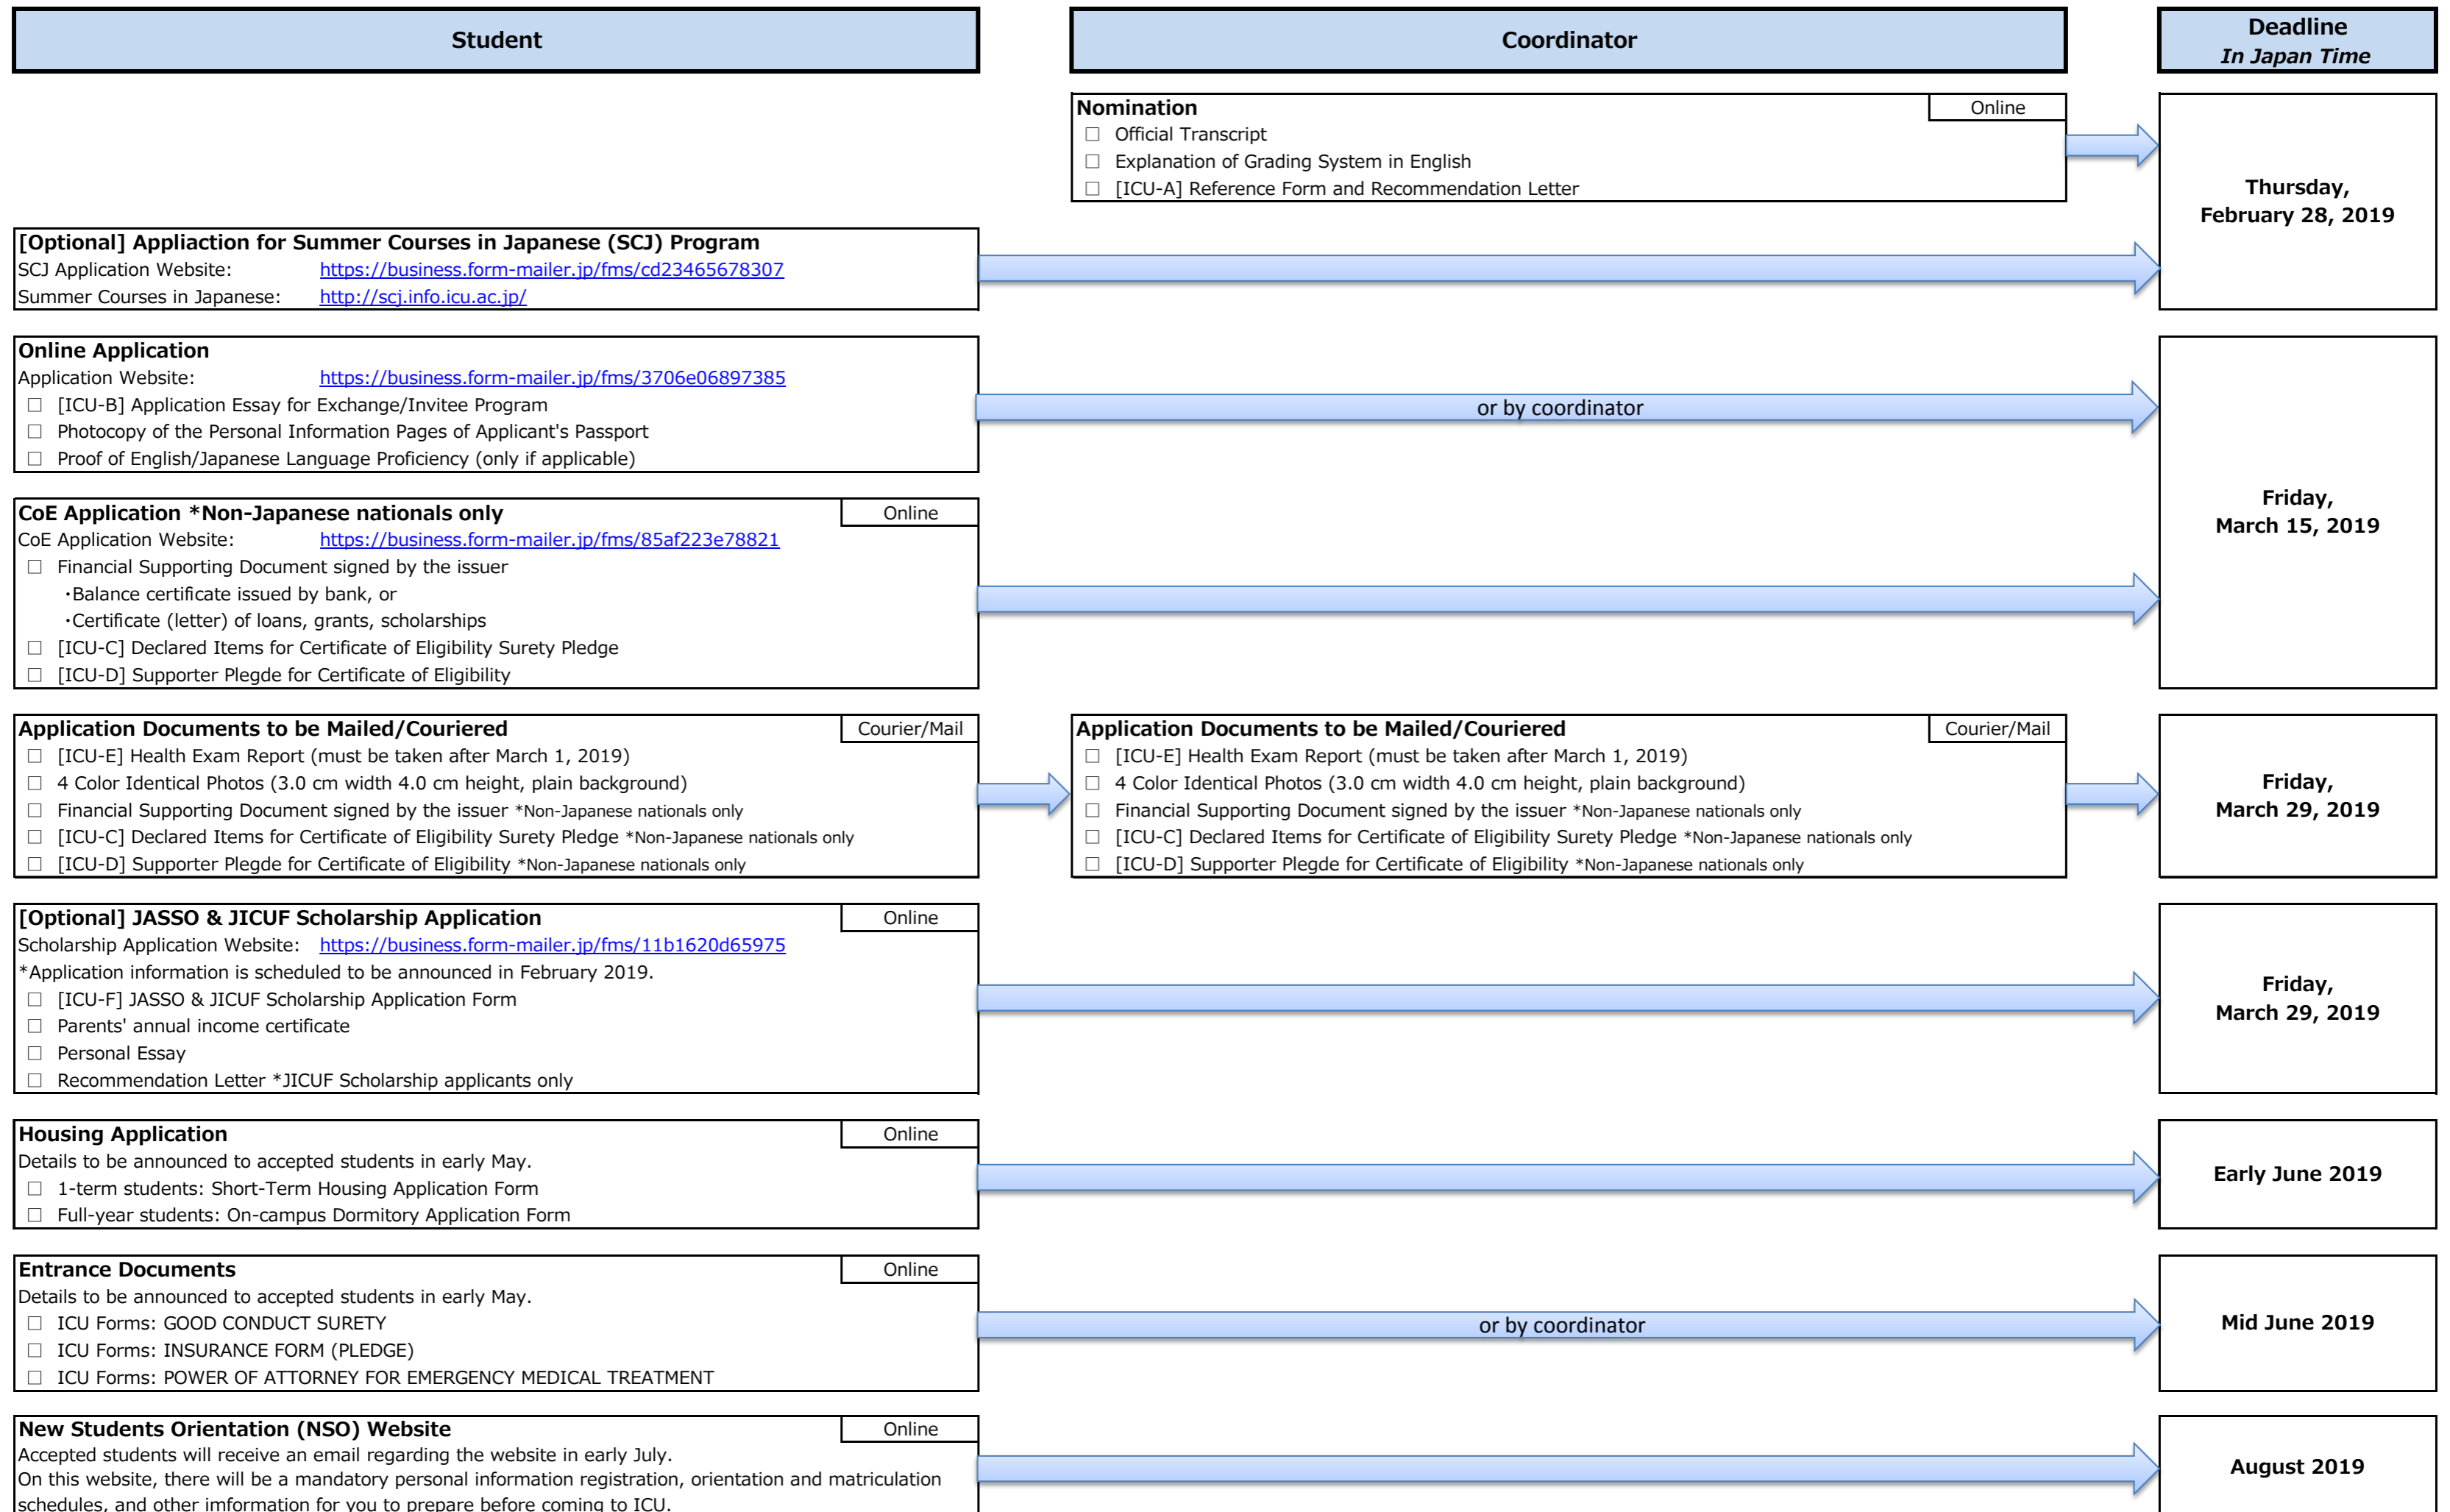 Student
Coordinator
Deadline
In Japan Time
Nomination
Online
☐ Official Transcript
☐ Explanation of Grading System in English
☐ [ICU-A] Reference Form and Recommendation Letter
Thursday,
February 28, 2019
[Optional] Appliaction for Summer Courses in Japanese (SCJ) Program
SCJ Application Website: https://business.form-mailer.jp/fms/cd23465678307
Summer Courses in Japanese: http://scj.info.icu.ac.jp/
Online Application
Application Website: https://business.form-mailer.jp/fms/3706e06897385
☐ [ICU-B] Application Essay for Exchange/Invitee Program
☐ Photocopy of the Personal Information Pages of Applicant's Passport
☐ Proof of English/Japanese Language Proficiency (only if applicable)
or by coordinator
Friday,
March 15, 2019
CoE Application *Non-Japanese nationals only
Online
CoE Application Website: https://business.form-mailer.jp/fms/85af223e78821
☐ Financial Supporting Document signed by the issuer
・Balance certificate issued by bank, or
・Certificate (letter) of loans, grants, scholarships
☐ [ICU-C] Declared Items for Certificate of Eligibility Surety Pledge
☐ [ICU-D] Supporter Plegde for Certificate of Eligibility
Application Documents to be Mailed/Couriered
Courier/Mail
☐ [ICU-E] Health Exam Report (must be taken after March 1, 2019)
☐ 4 Color Identical Photos (3.0 cm width 4.0 cm height, plain background)
☐ Financial Supporting Document signed by the issuer *Non-Japanese nationals only
☐ [ICU-C] Declared Items for Certificate of Eligibility Surety Pledge *Non-Japanese nationals only
☐ [ICU-D] Supporter Plegde for Certificate of Eligibility *Non-Japanese nationals only
Application Documents to be Mailed/Couriered
Courier/Mail
☐ [ICU-E] Health Exam Report (must be taken after March 1, 2019)
☐ 4 Color Identical Photos (3.0 cm width 4.0 cm height, plain background)
☐ Financial Supporting Document signed by the issuer *Non-Japanese nationals only
☐ [ICU-C] Declared Items for Certificate of Eligibility Surety Pledge *Non-Japanese nationals only
☐ [ICU-D] Supporter Plegde for Certificate of Eligibility *Non-Japanese nationals only
Friday,
March 29, 2019
[Optional] JASSO & JICUF Scholarship Application
Online
Scholarship Application Website: https://business.form-mailer.jp/fms/11b1620d65975
*Application information is scheduled to be announced in February 2019.
☐ [ICU-F] JASSO & JICUF Scholarship Application Form
☐ Parents' annual income certificate
☐ Personal Essay
☐ Recommendation Letter *JICUF Scholarship applicants only
Friday,
March 29, 2019
Housing Application
Online
Details to be announced to accepted students in early May.
☐ 1-term students: Short-Term Housing Application Form
☐ Full-year students: On-campus Dormitory Application Form
Early June 2019
Entrance Documents
Online
Details to be announced to accepted students in early May.
☐ ICU Forms: GOOD CONDUCT SURETY
☐ ICU Forms: INSURANCE FORM (PLEDGE)
☐ ICU Forms: POWER OF ATTORNEY FOR EMERGENCY MEDICAL TREATMENT
or by coordinator
Mid June 2019
New Students Orientation (NSO) Website
Online
Accepted students will receive an email regarding the website in early July.
On this website, there will be a mandatory personal information registration, orientation and matriculation
schedules, and other imformation for you to prepare before coming to ICU.
August 2019